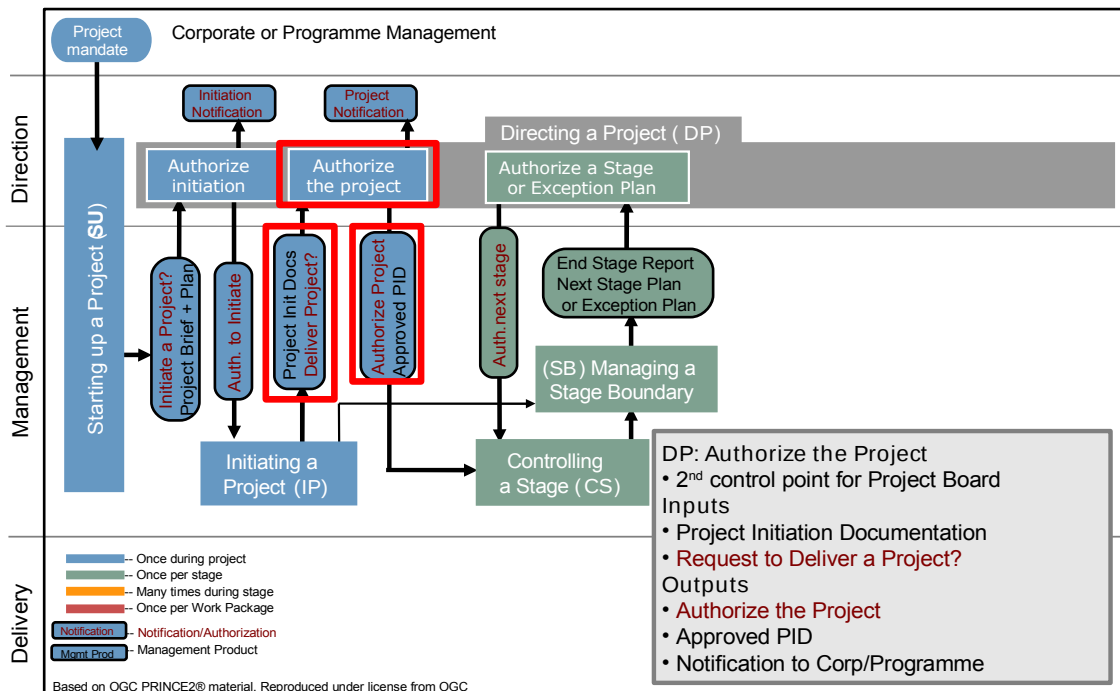 Project
mandate
Corporate or Programme Management
Direction
Initiation
Notification
Project
Notification
Directing a Project ( DP)
Authorize
initiation
Authorize
the project
Authorize a Stage
or Exception Plan
Management
Starting up a Project (SU)
Initiate a Project?
Project Brief + Plan
Auth. to Initiate
Project Init Docs
Deliver Project?
Authorize Project
Approved PID
Auth.next stage
End Stage Report
Next Stage Plan
or Exception Plan
(SB) Managing a
Stage Boundary
Initiating a
Project (IP)
Controlling
a Stage (CS)
Delivery
-- Once during project
-- Once per stage
-- Many times during stage
-- Once per Work Package
Notification -- Notification/Authorization
Mgmt Prod -- Management Product
Based on OGC PRINCE2® material. Reproduced under license from OGC
DP: Authorize the Project
• 2nd control point for Project Board
Inputs
• Project Initiation Documentation
• Request to Deliver a Project?
Outputs
• Authorize the Project
• Approved PID
• Notification to Corp/Programme